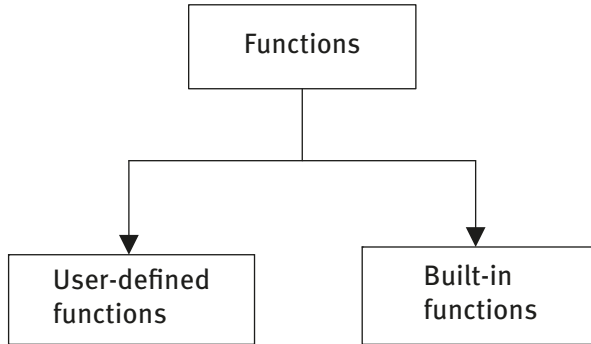 Functions
User-defined
functions
Built-in
functions